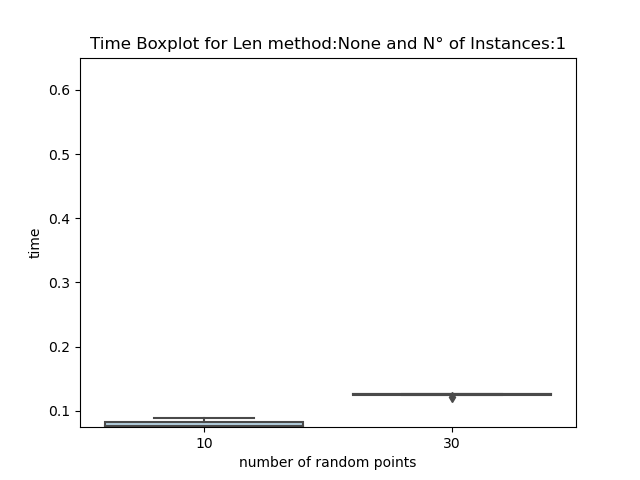 Time Boxplot for Len method:None and N° of Instances:1
0.6
0.5
0.4
0.3
0.2
0.1
time
10 30
number of random points